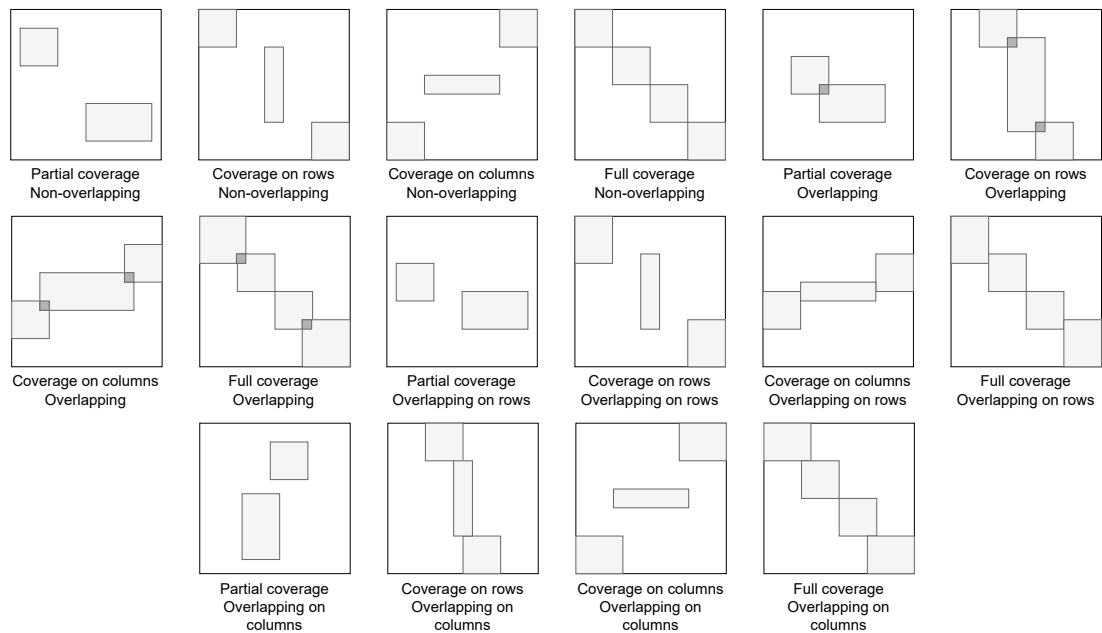 Partial coverage
Non-overlapping
Coverage on rows
Non-overlapping
Coverage on columns
Non-overlapping
Full coverage
Non-overlapping
Partial coverage
Overlapping
Coverage on rows
Overlapping
Coverage on columns
Overlapping
Full coverage
Overlapping
Partial coverage
Overlapping on rows
Coverage on rows
Overlapping on rows
Coverage on columns
Overlapping on rows
Full coverage
Overlapping on rows
Partial coverage
Overlapping on
columns
Coverage on rows
Overlapping on
columns
Coverage on columns
Overlapping on
columns
Full coverage
Overlapping on
columns